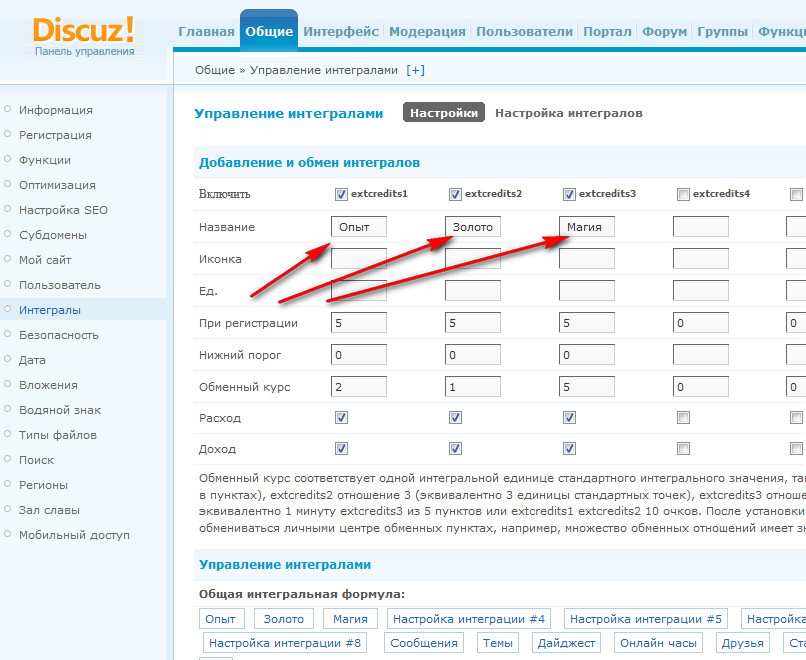 Discuz!
Панель управления
Главная Общие Интерфейс Модерация Пользователи Портал Форум Группы
Общие » Управление интегралами [+]
Информация
Регистрация
Функции
Оптимизация
Настройка SEO
Субдомены
Мой сайт
Пользователь
Интегралы
Безопасность
Дата
Вложения
Водяной знак
Типы файлов
Поиск
Регионы
Зал славы
Мобильный доступ
Управление интегралами Настройки Настройка интегралов
Добавление и обмен интегралов
Включить extcredits1 extcredits2 extcredits3 extcredits4
Название Опыт Золото Магия
Иконка
Ед.
При регистрации 5 5 5 0 0
Нижний порог 0 0 0
Обменный курс 2 1 5 0 0
Расход
Доход
Обменный курс соответствует одной интегральной единице стандартного интегрального значения,
в пунктах), extcredits2 отношение 3 (эквивалентно 3 единицы стандартных точек), extcredits3
эквивалентно 1 минуту extcredits3 из 5 пунктов или extcredits1 extcredits2 10 очков. После установки
обмениваться личными центре обменных пунктах, например, множество обменных отношений имеет
Управление интегралами
Общая интегральная формула:
Опыт Золото Магия Настройка интеграции #4 Настройка интеграции #5 Настройка
Настройка интеграции #8 Сообщения Темы Дайджест Онлайн часы Друзья